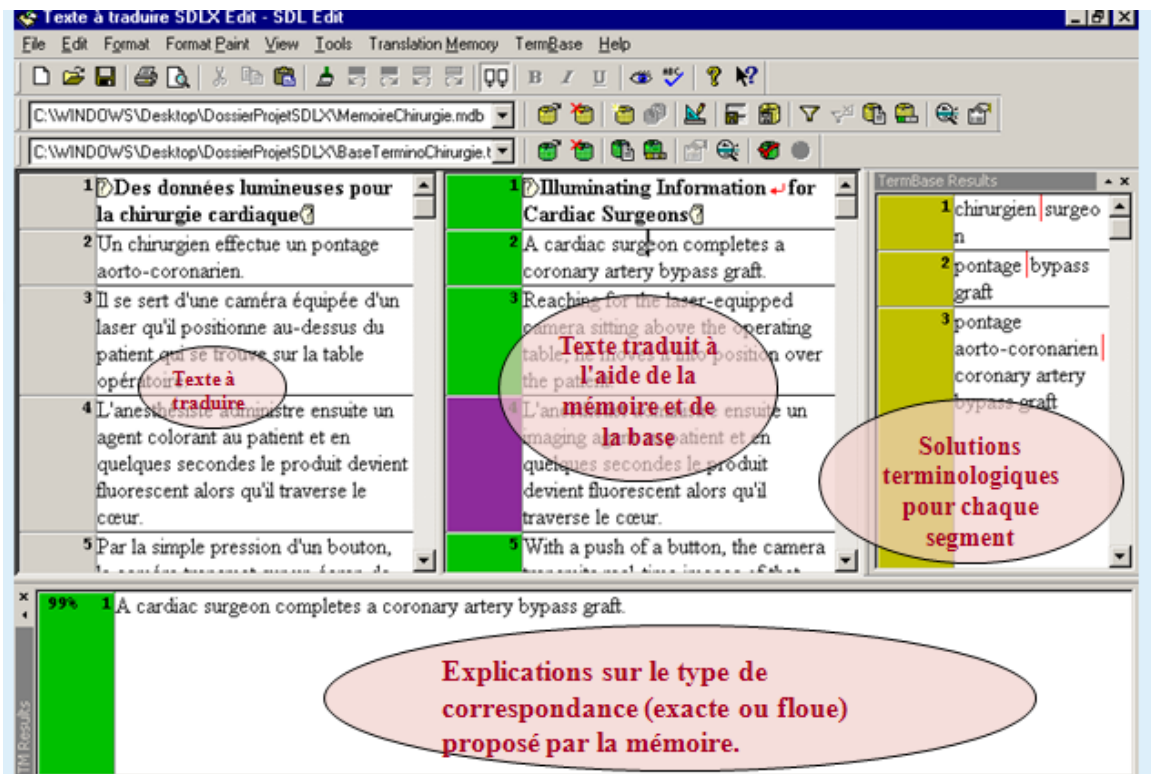 Texte à traduire SDLX Edit - SDL Edit
File Edit Format Format Paint View Tools Translation Memory TermBase Help
B I U
C:\WINDOWS\Desktop\DossierProjetSDLX\MemoireChirurgie.mdb
C:\WINDOWS\Desktop\DossierProjetSDLX\BaseTerminoChirurgie.t
1 Des données lumineuses pour
la chirurgie cardiaque
2 Un chirurgien effectue un pontage
aorto-coronarien.
3 Il se sert d'une caméra équipée d'un
laser qu'il positionne au-dessus du
patient qui se trouve sur la table
opératoire.
Texte à
traduire
4 L'anesthésiste administre ensuite un
agent colorant au patient et en
quelques secondes le produit devient
fluorescent alors qu'il traverse le
cœur.
5 Par la simple pression d'un bouton,
1 Illuminating Information for
Cardiac Surgeons
2 A cardiac surgeon completes a
coronary artery bypass graft.
3 Reaching for the laser-equipped
camera sitting above the operating
table, he moves it into position over
the patient.
Texte traduit à
l'aide de la
mémoire et de
la base
4 L'anesthésiste administre ensuite un
imaging agent au patient et en
quelques secondes le produit
devient fluorescent alors qu'il
traverse le cœur.
5 With a push of a button, the camera
TermBase Results
1 chirurgien surgeo
n
2 pontage bypass
graft
3 pontage
aorto-coronarien
coronary artery
bypass graft
Solutions
terminologiques
pour chaque
segment
99% 1 A cardiac surgeon completes a coronary artery bypass graft.
Explications sur le type de
correspondance (exacte ou floue)
proposé par la mémoire.
TM Results